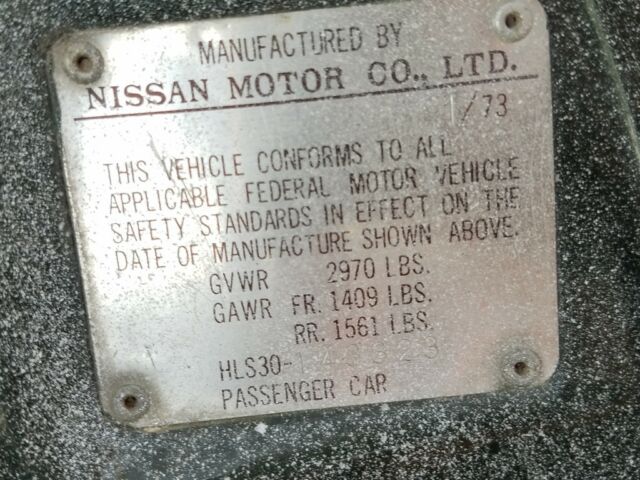 MANUFACTURED BY
NISSAN MOTOR CO., LTD.
1/73
THIS VEHICLE CONFORMS TO ALL
APPLICABLE FEDERAL MOTOR VEHICLE
SAFETY STANDARDS IN EFFECT ON THE
DATE OF MANUFACTURE SHOWN ABOVE.
GVWR 2970 LBS.
GAWR FR. 1409 LBS.
RR. 1561 LBS.
HLS30-
PASSENGER CAR